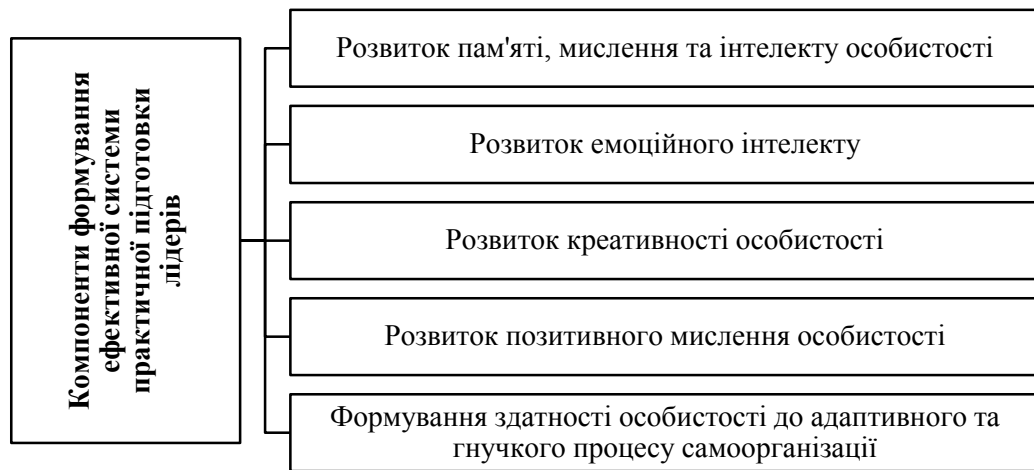 Компоненти формування
ефективної системи
практичної підготовки
лідерів
Розвиток пам'яті, мислення та інтелекту особистості
Розвиток емоційного інтелекту
Розвиток креативності особистості
Розвиток позитивного мислення особистості
Формування здатності особистості до адаптивного та
гнучкого процесу самоорганізації